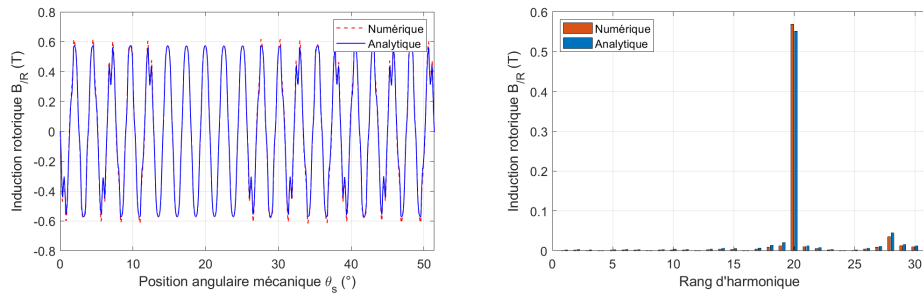 0.8
0.6
0.4
0.2
0
-0.2
-0.4
-0.6
-0.8
Induction rotorique B/R (T)
Numérique
Analytique
0 10 20 30 40 50
Position angulaire mécanique θs (°)
0.6
0.5
0.4
0.3
0.2
0.1
0
Induction rotorique B/R (T)
Numérique
Analytique
0 5 10 15 20 25 30
Rang d'harmonique